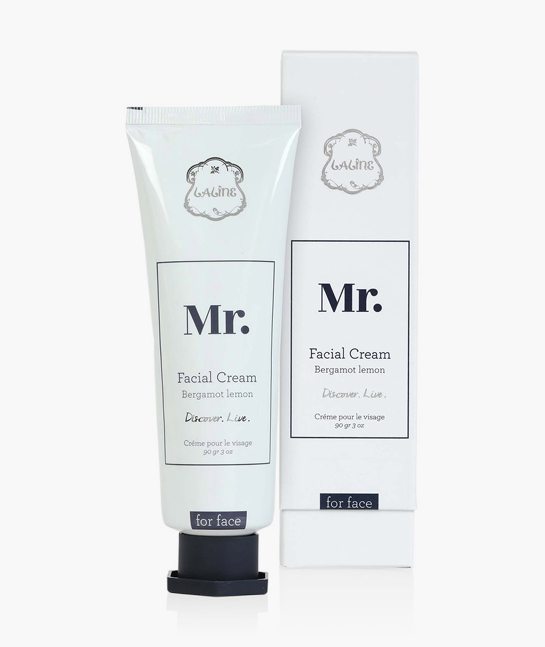 LALINE
Mr.
Facial Cream
Bergamot lemon
Discover. Live.
Crème pour le visage
90 gr 3 oz
for face
LALINE
Mr.
Facial Cream
Bergamot lemon
Discover. Live.
Crème pour le visage
90 gr 3 oz
for face